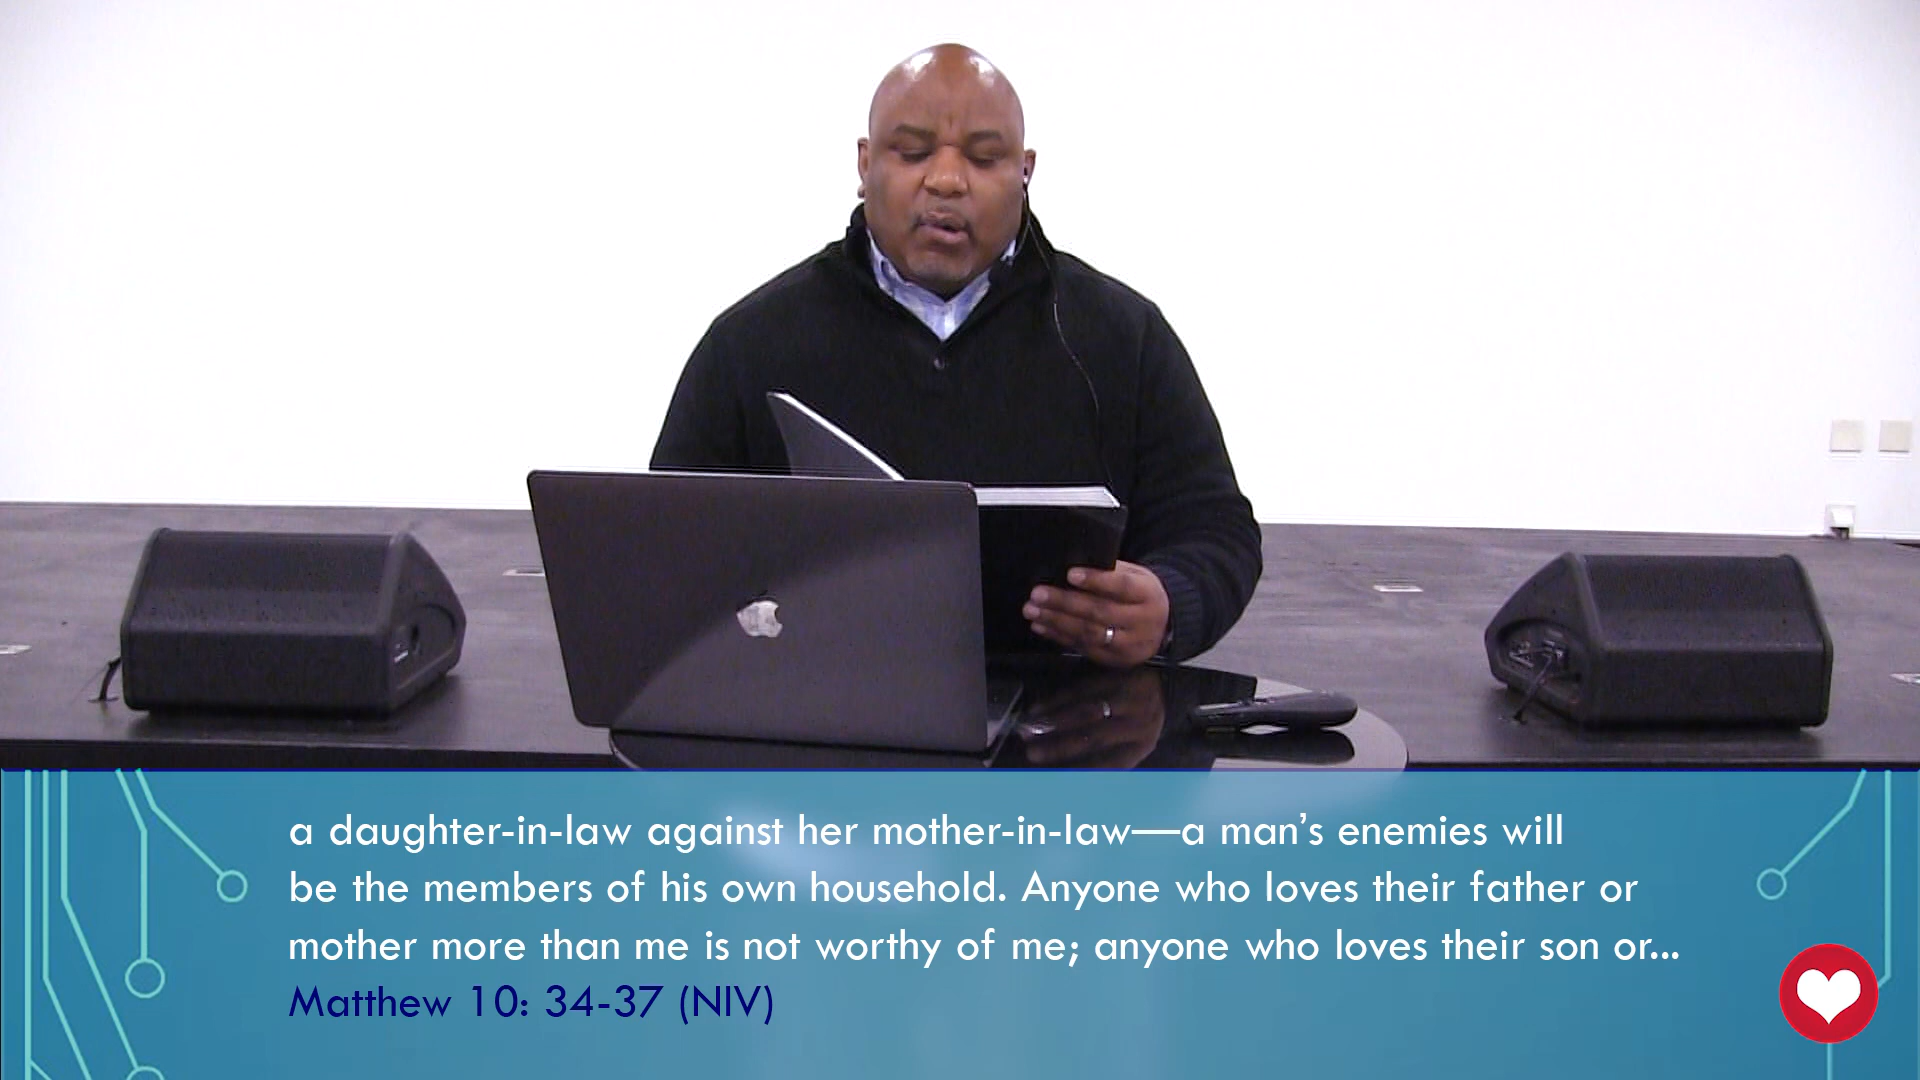 a daughter-in-law against her mother-in-law—a man’s enemies will
be the members of his own household. Anyone who loves their father or
mother more than me is not worthy of me; anyone who loves their son or...
Matthew 10: 34-37 (NIV)